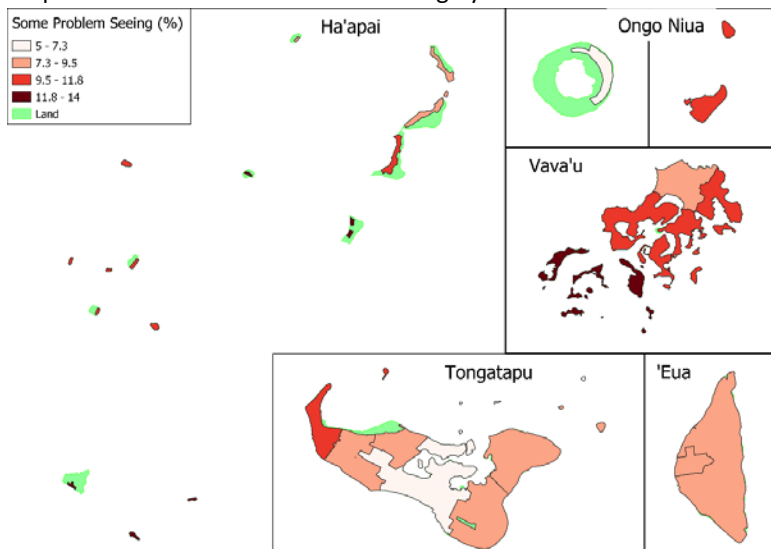 Some Problem Seeing (%)
5 - 7.3
7.3 - 9.5
9.5 - 11.8
11.8 - 14
Land
Ha'apai
Ongo Niua
Vava'u
Tongatapu
'Eua